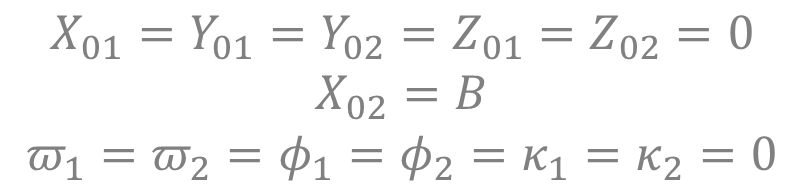 X₀₁ = Y₀₁ = Y₀₂ = Z₀₁ = Z₀₂ = 0
X₀₂ = B
ϖ₁ = ϖ₂ = ϕ₁ = ϕ₂ = κ₁ = κ₂ = 0